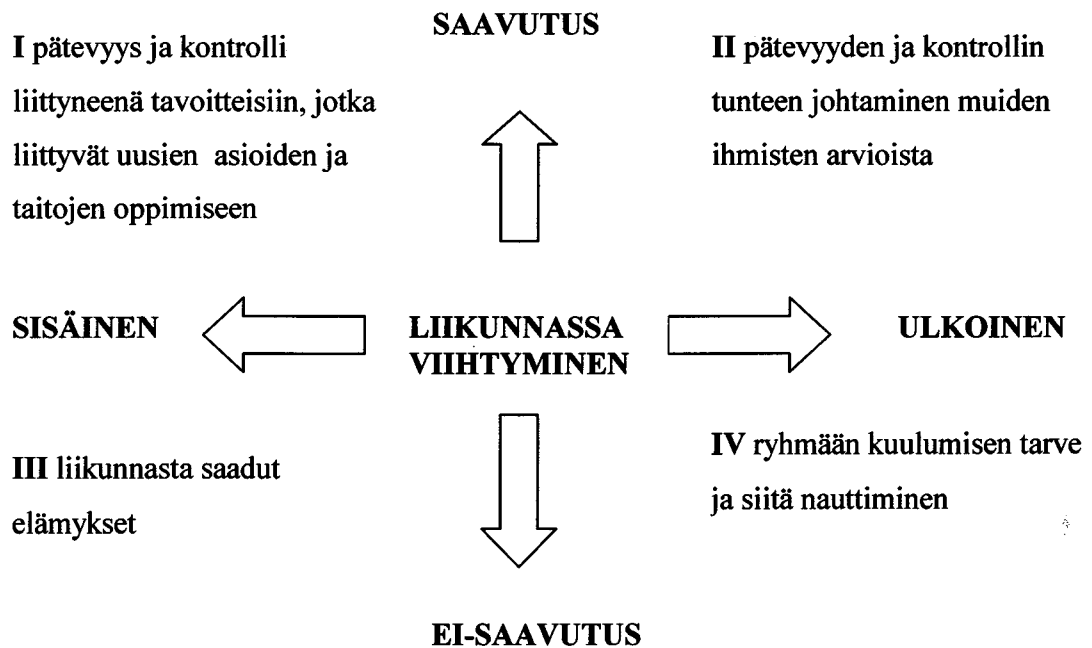 SAAVUTUS
I pätevyys ja kontrolli
liittyneenä tavoitteisiin, jotka
liittyvät uusien asioiden ja
taitojen oppimiseen
II pätevyyden ja kontrollin
tunteen johtaminen muiden
ihmisten arvioista
SISÄINEN
LIIKUNNASSA
VIIHTYMINEN
ULKOINEN
III liikunnasta saadut
elämykset
IV ryhmään kuulumisen tarve
ja siitä nauttiminen
EI-SAAVUTUS